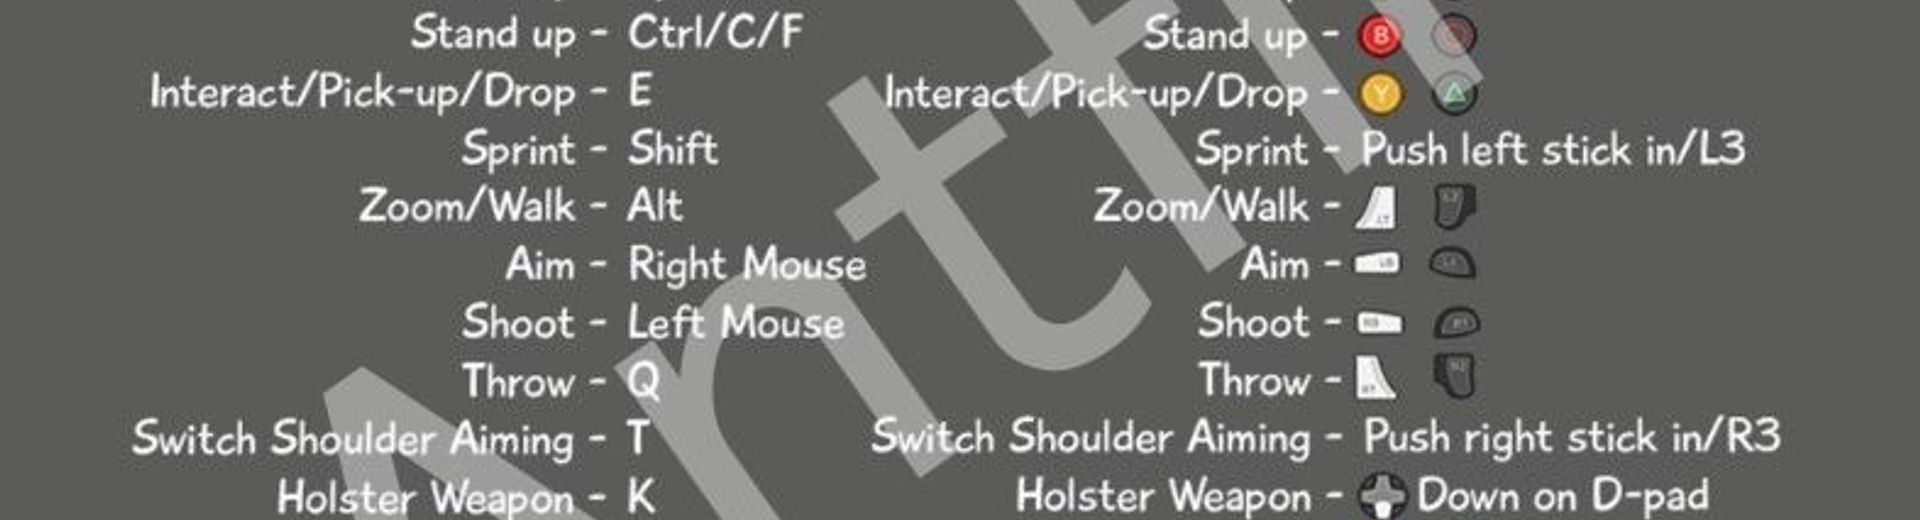 Stand up - Ctrl/C/F Stand up - B
Interact/Pick-up/Drop - E Interact/Pick-up/Drop - Y
Sprint - Shift Sprint - Push left stick in/L3
Zoom/Walk - Alt Zoom/Walk - LT
Aim - Right Mouse Aim - LB
Shoot - Left Mouse Shoot - RB R1
Throw - Q Throw - RT
Switch Shoulder Aiming - T Switch Shoulder Aiming - Push right stick in/R3
Holster Weapon - K Holster Weapon - Down on D-pad